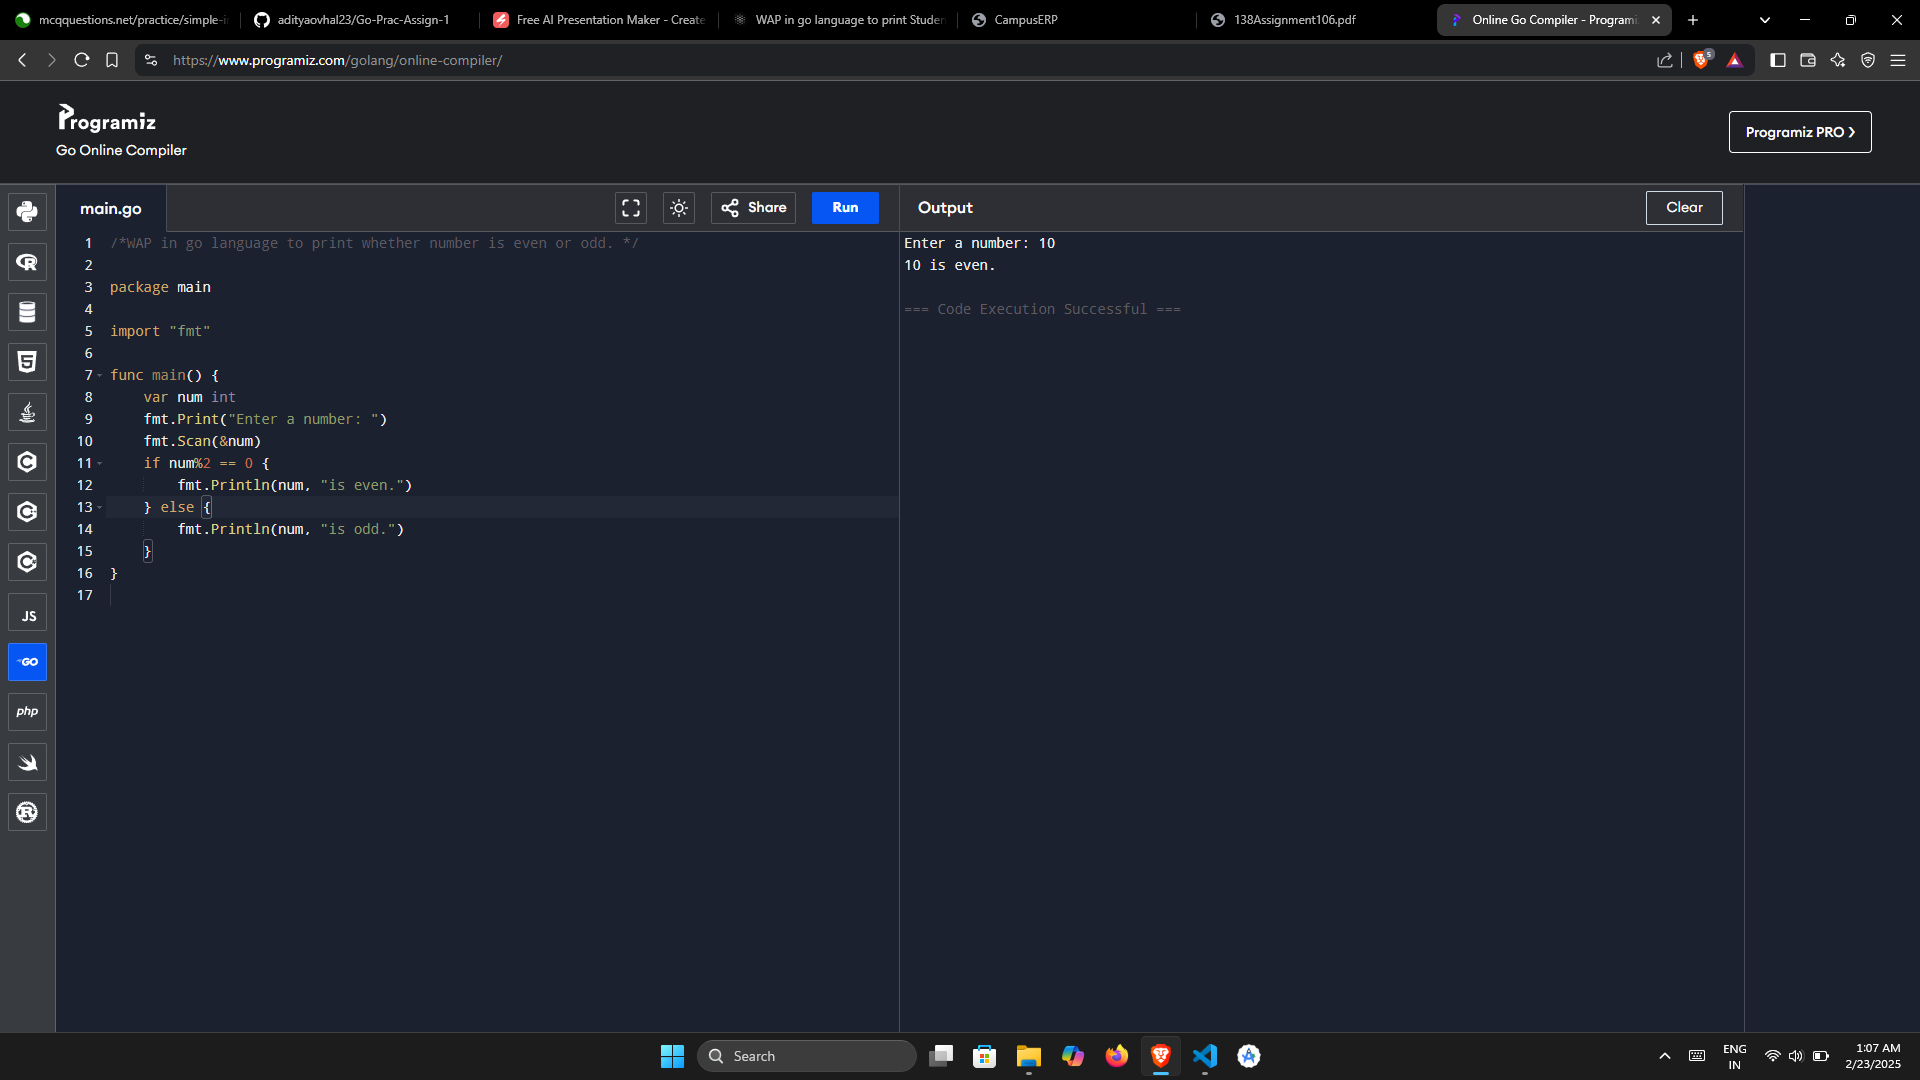 mcqquestions.net/practice/simple-i
adityaovhal23/Go-Prac-Assign-1
Free AI Presentation Maker - Create
WAP in go language to print Studen
CampusERP
138Assignment106.pdf
Online Go Compiler - Programi
https://www.programiz.com/golang/online-compiler/
5
Programiz
Go Online Compiler
Programiz PRO ❯
main.go
Share
Run
Output
Clear
1 /*WAP in go language to print whether number is even or odd. */
2
3 package main
4
5 import "fmt"
6
7 func main() {
8 var num int
9 fmt.Print("Enter a number: ")
10 fmt.Scan(&num)
11 if num%2 == 0 {
12 fmt.Println(num, "is even.")
13 } else {
14 fmt.Println(num, "is odd.")
15 }
16 }
17
Enter a number: 10
10 is even.
=== Code Execution Successful ===
R
5
C
C
C
JS
GO
php
R
Search
ENG
IN
1:07 AM
2/23/2025